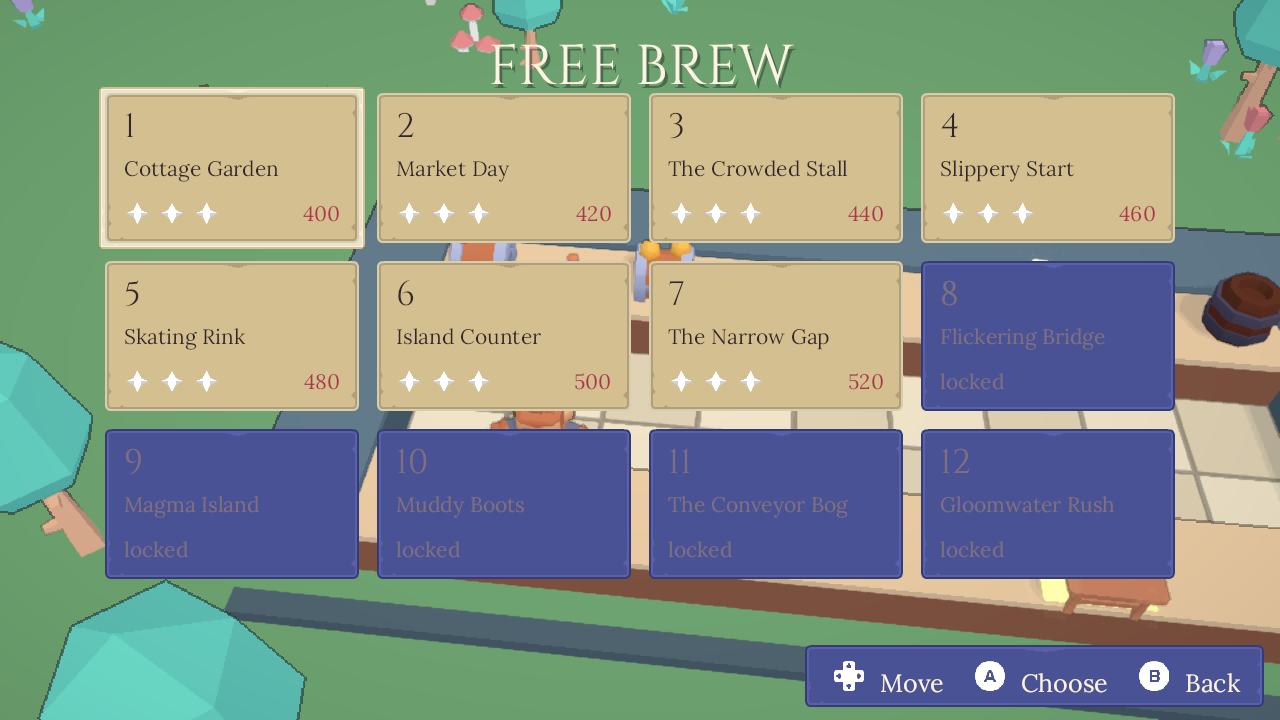 FREE BREW
1
Cottage Garden
400
2
Market Day
420
3
The Crowded Stall
440
4
Slippery Start
460
5
Skating Rink
480
6
Island Counter
500
7
The Narrow Gap
520
8
Flickering Bridge
locked
9
Magma Island
locked
10
Muddy Boots
locked
11
The Conveyor Bog
locked
12
Gloomwater Rush
locked
Move A Choose B Back